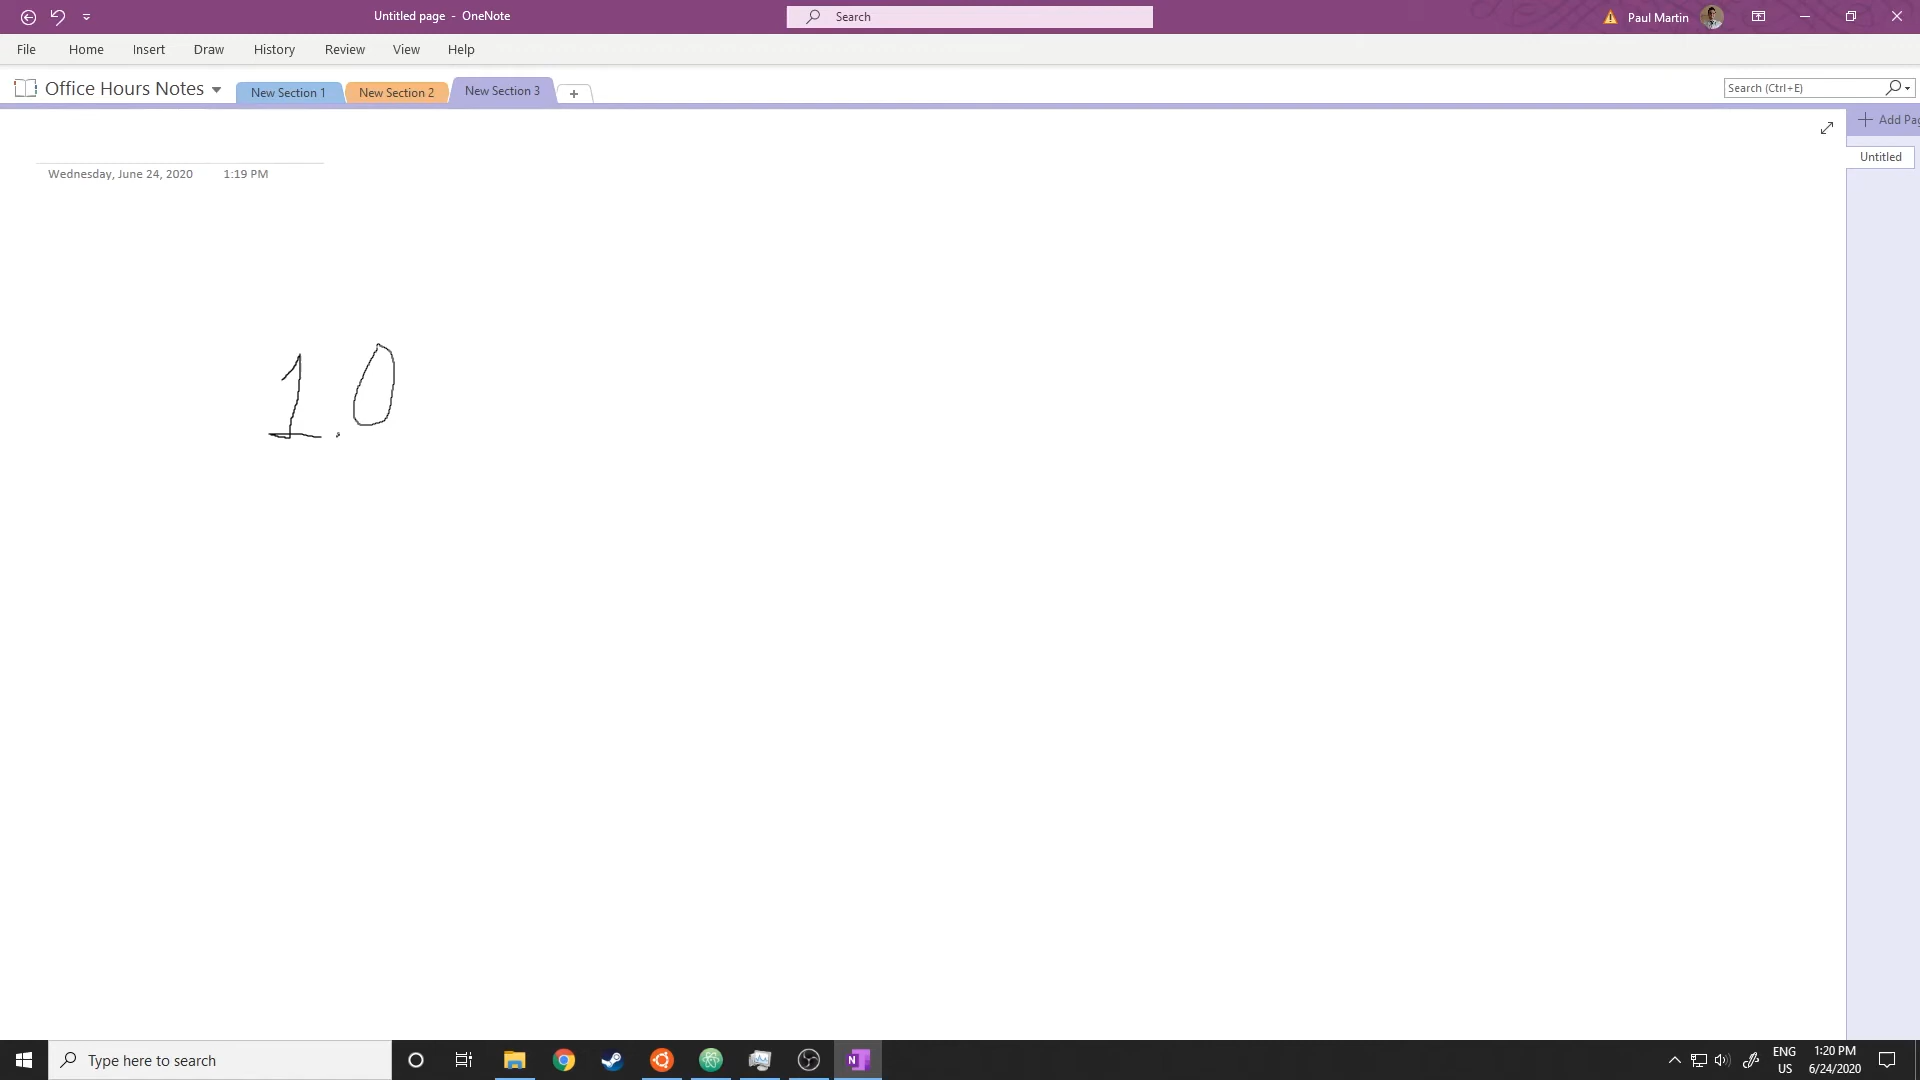 Untitled page - OneNote
Search
Paul Martin
File Home Insert Draw History Review View Help
Office Hours Notes New Section 1 New Section 2 New Section 3
Search (Ctrl+E)
Add Pag
Wednesday, June 24, 2020 1:19 PM
Untitled
1.0
Type here to search
ENG
US
1:20 PM
6/24/2020